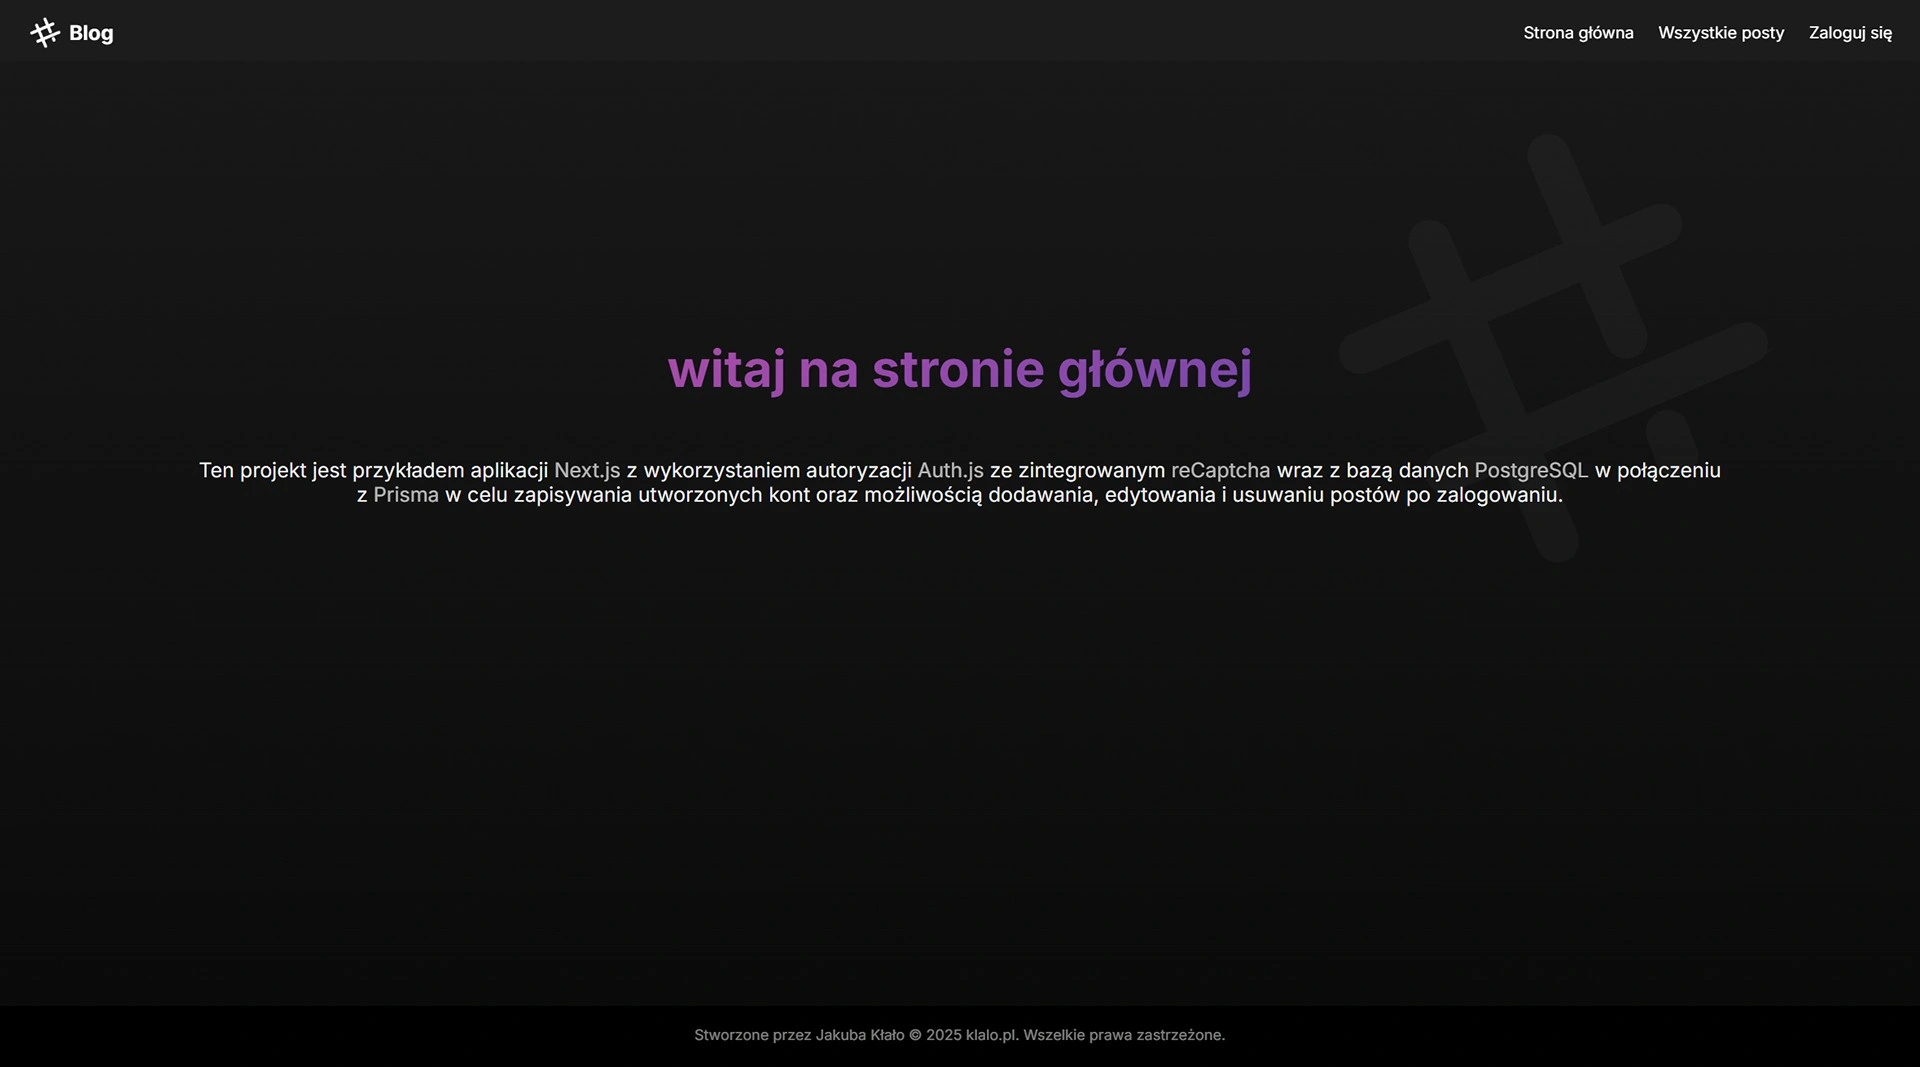 Blog
Strona główna
Wszystkie posty
Zaloguj się
witaj na stronie głównej
Ten projekt jest przykładem aplikacji Next.js z wykorzystaniem autoryzacji Auth.js ze zintegrowanym reCaptcha wraz z bazą danych PostgreSQL w połączeniu
z Prisma w celu zapisywania utworzonych kont oraz możliwością dodawania, edytowania i usuwaniu postów po zalogowaniu.
Stworzone przez Jakuba Kłało © 2025 klalo.pl. Wszelkie prawa zastrzeżone.